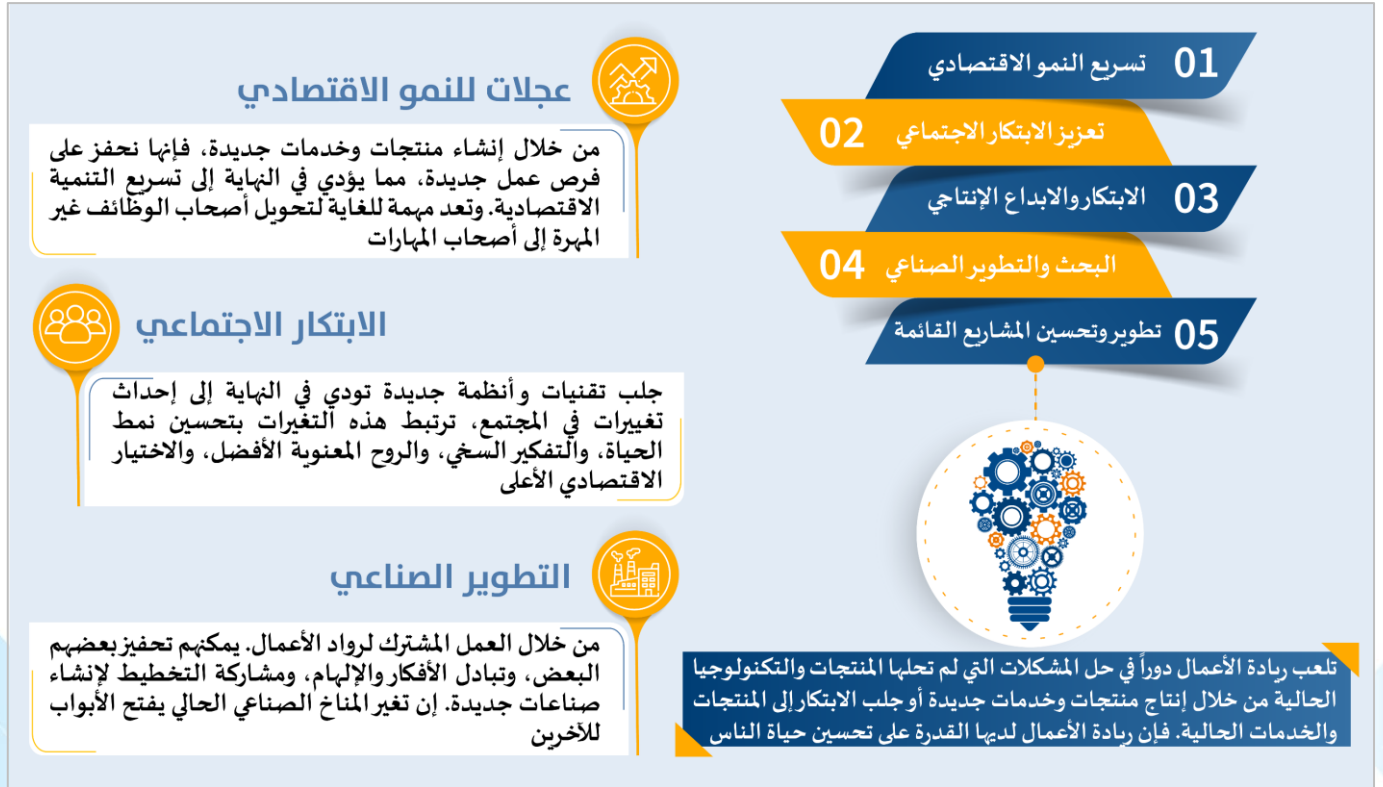 01 تسريع النمو الاقتصادي
تعزيز الابتكار الاجتماعي 02
03 الابتكار والابداع الإنتاجي
البحث والتطوير الصناعي 04
05 تطوير وتحسين المشاريع القائمة
تلعب ريادة الأعمال دوراً في حل المشكلات التي لم تحلها المنتجات والتكنولوجيا
الحالية من خلال إنتاج منتجات وخدمات جديدة أو جلب الابتكار إلى المنتجات
والخدمات الحالية. فإن ريادة الأعمال لديها القدرة على تحسين حياة الناس
عجلات للنمو الاقتصادي
من خلال إنشاء منتجات وخدمات جديدة، فإنها نحفز على
فرص عمل جديدة، مما يؤدي في النهاية إلى تسريع التنمية
الاقتصادية. وتعد مهمة للغاية لتحويل أصحاب الوظائف غير
المهرة إلى أصحاب المهارات
الابتكار الاجتماعي
جلب تقنيات وأنظمة جديدة تودي في النهاية إلى إحداث
تغييرات في المجتمع، ترتبط هذه التغيرات بتحسين نمط
الحياة، والتفكير السخي، والروح المعنوية الأفضل، والاختيار
الاقتصادي الأعلى
التطوير الصناعي
من خلال العمل المشترك لرواد الأعمال. يمكنهم تحفيز بعضهم
البعض، وتبادل الأفكار والإلهام، ومشاركة التخطيط لإنشاء
صناعات جديدة. إن تغير المناخ الصناعي الحالي يفتح الأبواب
للآخرين